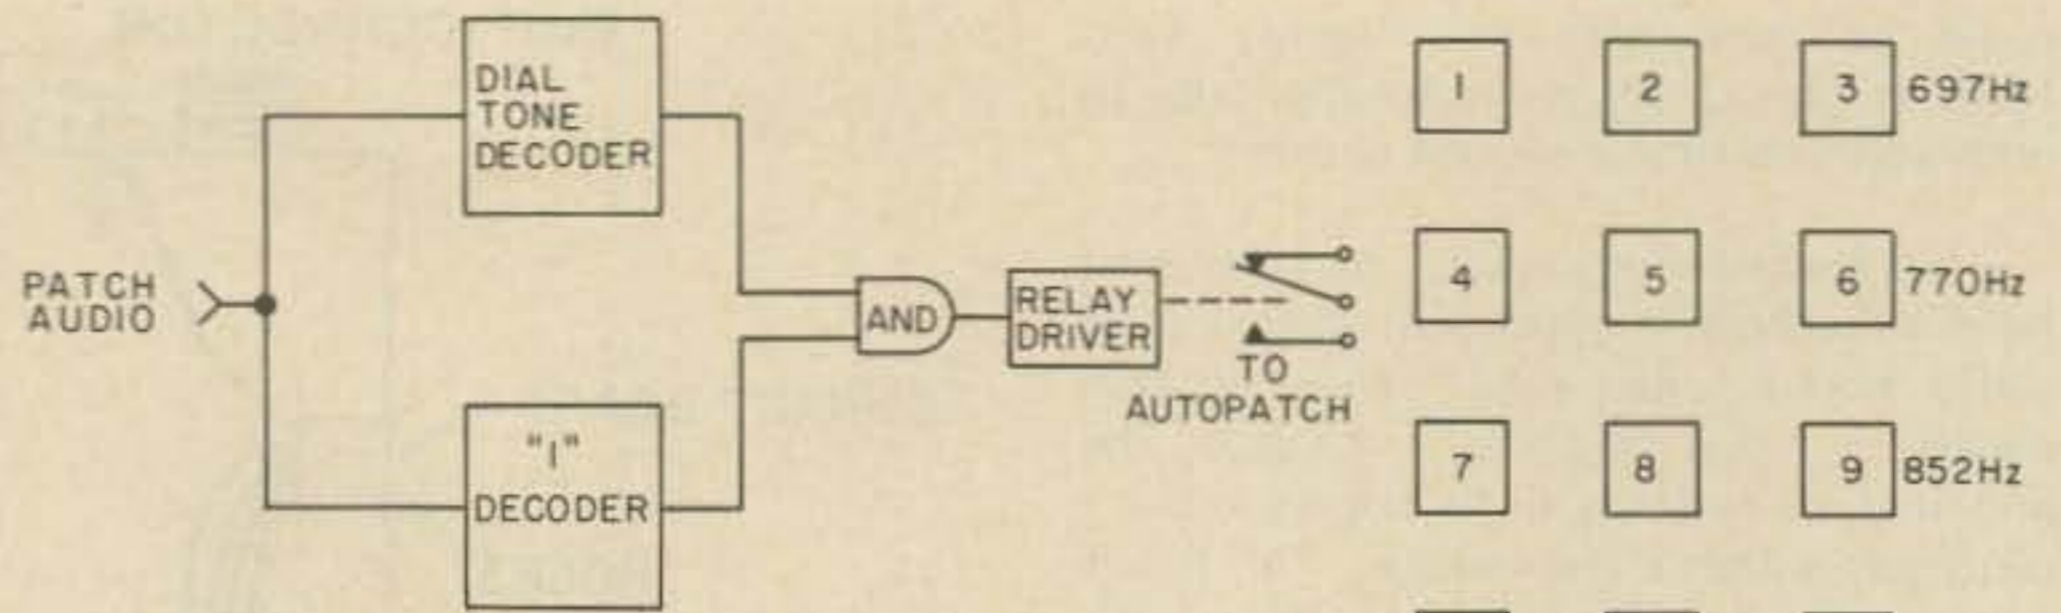 DIAL
TONE
DECODER
PATCH
AUDIO
AND
RELAY
DRIVER
TO
AUTOPATCH
"1"
DECODER
1 2 3 697Hz
4 5 6 770Hz
7 8 9 852Hz